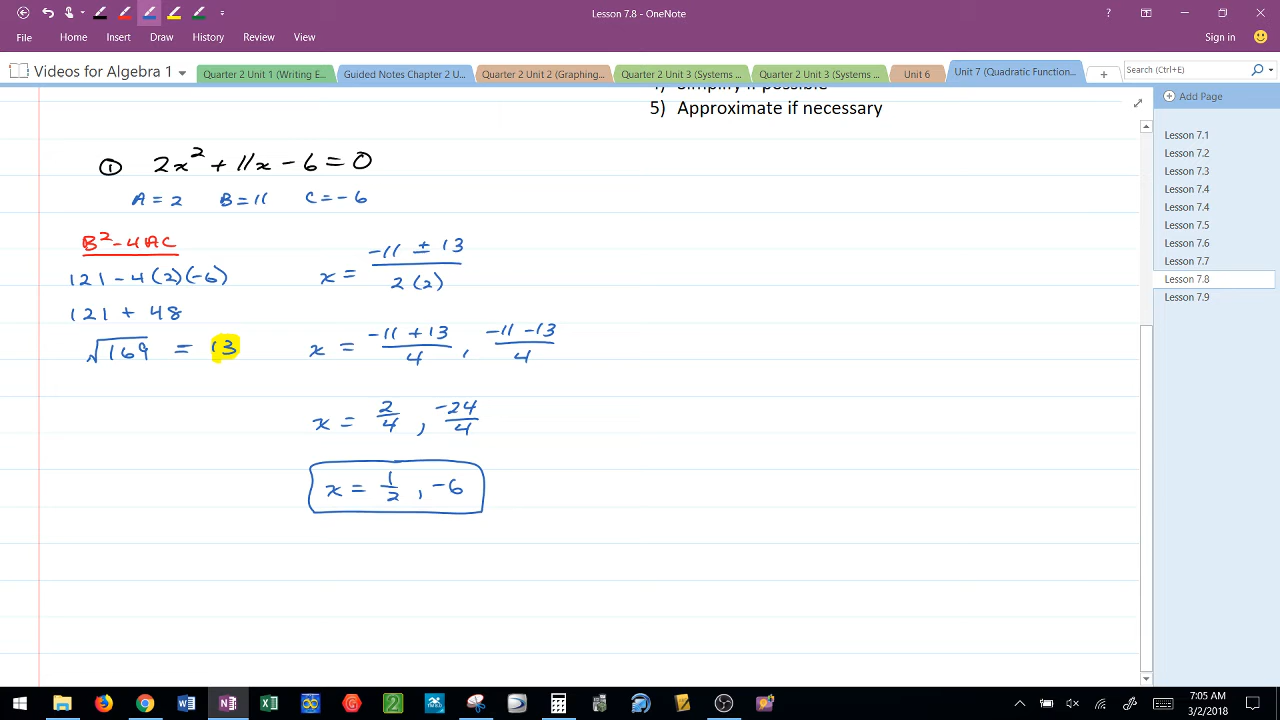 Lesson 7.8 - OneNote
File Home Insert Draw History Review View
Sign in
Videos for Algebra 1
Quarter 2 Unit 1 (Writing E...
Guided Notes Chapter 2 U...
Quarter 2 Unit 2 (Graphing...
Quarter 2 Unit 3 (Systems ...
Quarter 2 Unit 3 (Systems ...
Unit 6
Unit 7 (Quadratic Function...
Search (Ctrl+E)
Add Page
Lesson 7.1
Lesson 7.2
Lesson 7.3
Lesson 7.4
Lesson 7.4
Lesson 7.5
Lesson 7.6
Lesson 7.7
Lesson 7.8
Lesson 7.9
4) Simplify if possible
5) Approximate if necessary
① 2x² + 11x - 6 = 0
A = 2 B = 11 C = -6
B² - 4AC
121 - 4(2)(-6)
121 + 48
√169 = 13
x = (-11 ± 13)/2(2)
x = (-11 + 13)/4, (-11 - 13)/4
x = 2/4, -24/4
x = 1/2, -6
7:05 AM
3/2/2018